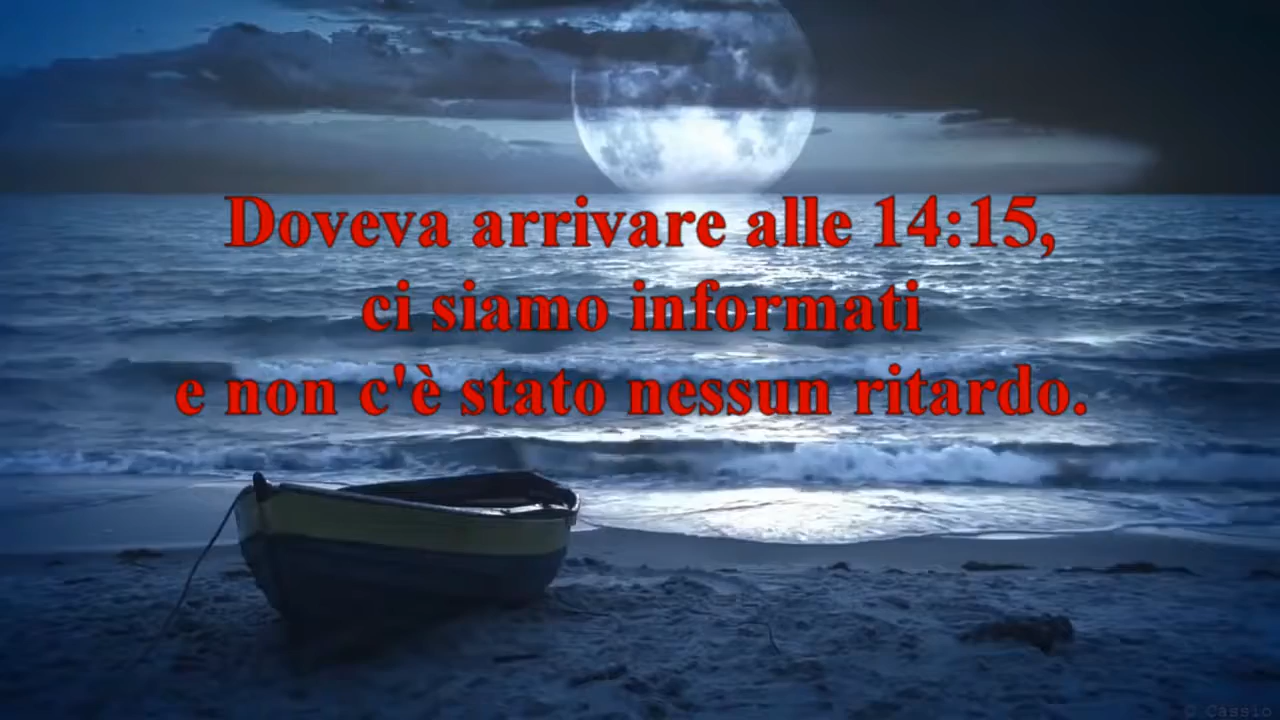 Doveva arrivare alle 14:15,
ci siamo informati
e non c'è stato nessun ritardo.
© Cassio